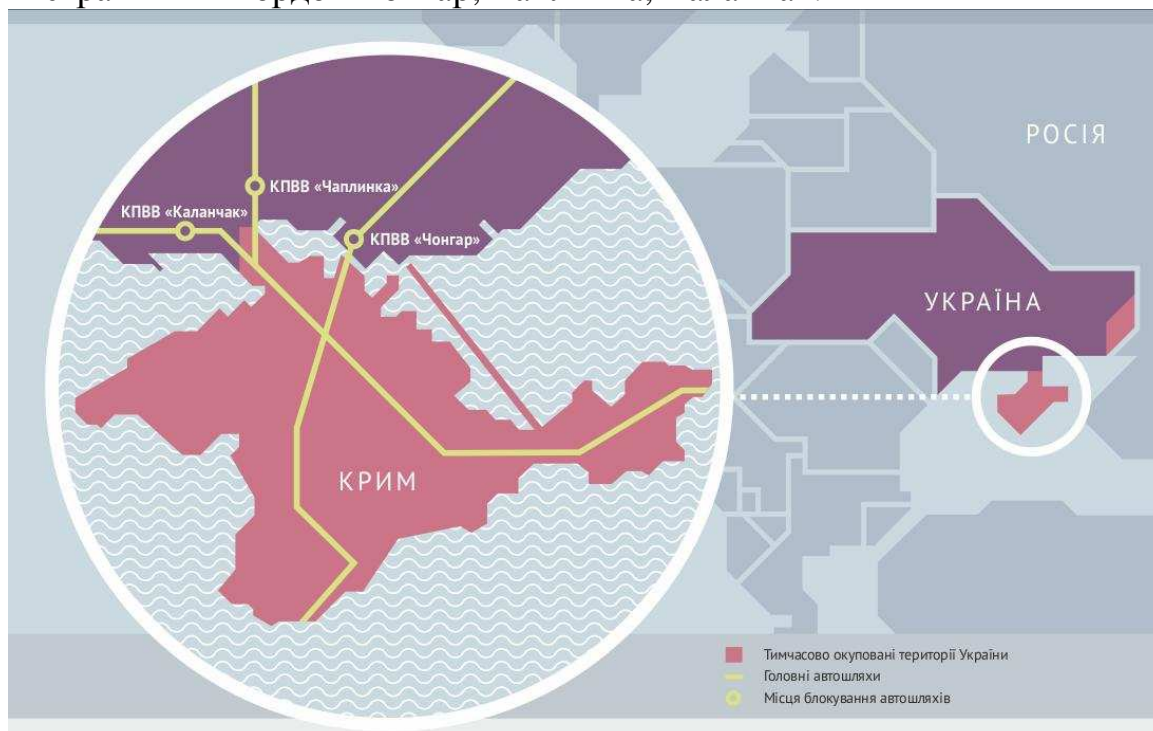 КПВВ «Чаплинка»
КПВВ «Каланчак»
КПВВ «Чонгар»
КРИМ
РОСІЯ
УКРАЇНА
Тимчасово окуповані території України
Головні автошляхи
Місця блокування автошляхів